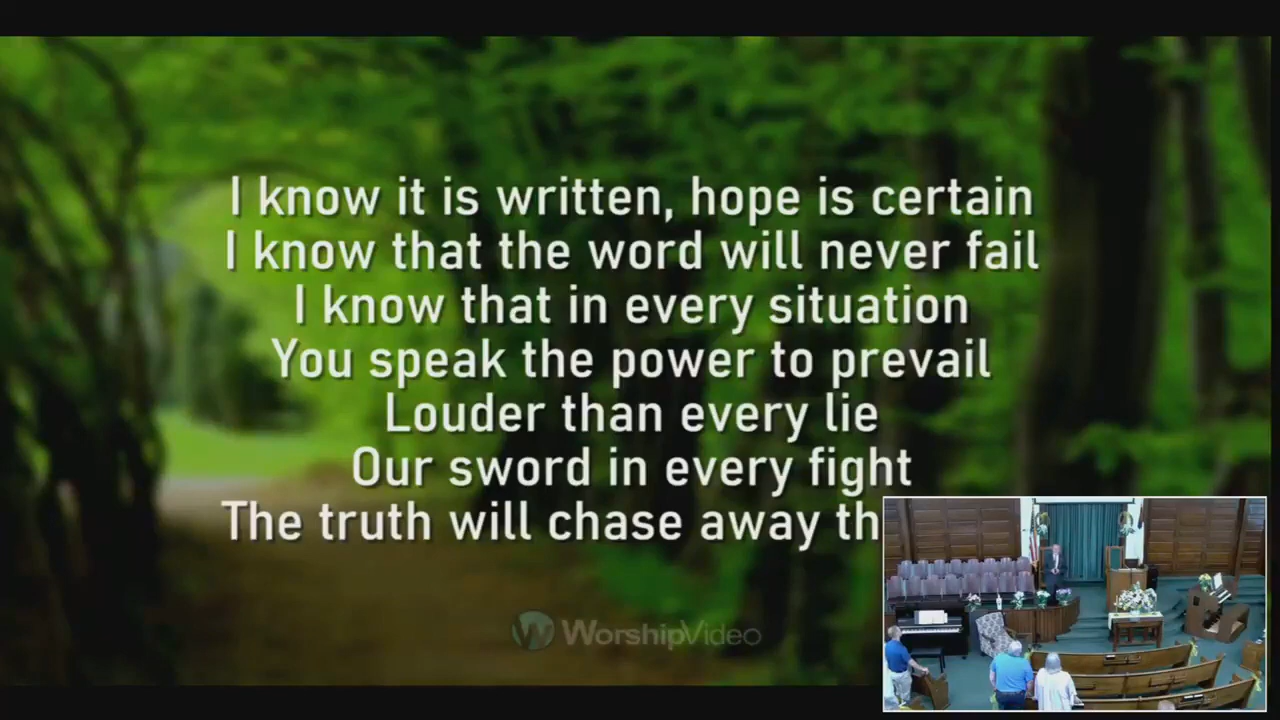 I know it is written, hope is certain
I know that the word will never fail
I know that in every situation
You speak the power to prevail
Louder than every lie
Our sword in every fight
The truth will chase away th
W WorshipVideo